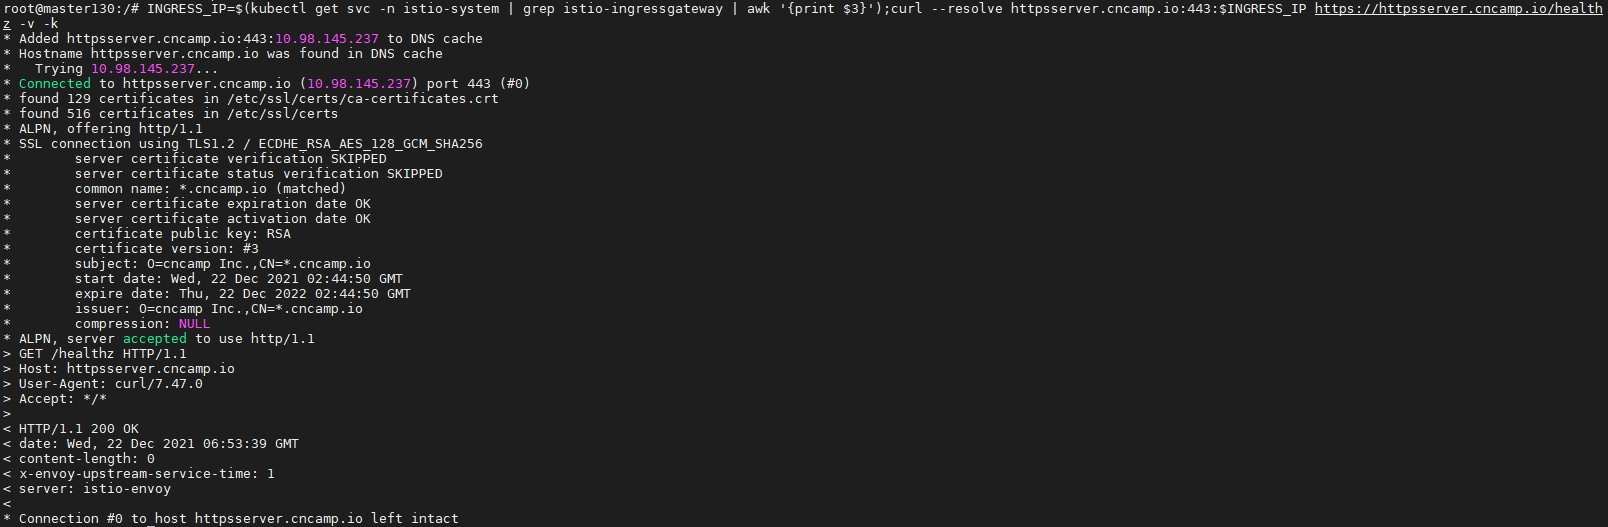 root@master130:/# INGRESS_IP=$(kubectl get svc -n istio-system | grep istio-ingressgateway | awk '{print $3}');curl --resolve httpsserver.cncamp.io:443:$INGRESS_IP https://httpsserver.cncamp.io/health
z -v -k
* Added httpsserver.cncamp.io:443:10.98.145.237 to DNS cache
* Hostname httpsserver.cncamp.io was found in DNS cache
*   Trying 10.98.145.237...
* Connected to httpsserver.cncamp.io (10.98.145.237) port 443 (#0)
* found 129 certificates in /etc/ssl/certs/ca-certificates.crt
* found 516 certificates in /etc/ssl/certs
* ALPN, offering http/1.1
* SSL connection using TLS1.2 / ECDHE_RSA_AES_128_GCM_SHA256
*        server certificate verification SKIPPED
*        server certificate status verification SKIPPED
*        common name: *.cncamp.io (matched)
*        server certificate expiration date OK
*        server certificate activation date OK
*        certificate public key: RSA
*        certificate version: #3
*        subject: O=cncamp Inc.,CN=*.cncamp.io
*        start date: Wed, 22 Dec 2021 02:44:50 GMT
*        expire date: Thu, 22 Dec 2022 02:44:50 GMT
*        issuer: O=cncamp Inc.,CN=*.cncamp.io
*        compression: NULL
* ALPN, server accepted to use http/1.1
> GET /healthz HTTP/1.1
> Host: httpsserver.cncamp.io
> User-Agent: curl/7.47.0
> Accept: */*
>
< HTTP/1.1 200 OK
< date: Wed, 22 Dec 2021 06:53:39 GMT
< content-length: 0
< x-envoy-upstream-service-time: 1
< server: istio-envoy
<
* Connection #0 to host httpsserver.cncamp.io left intact